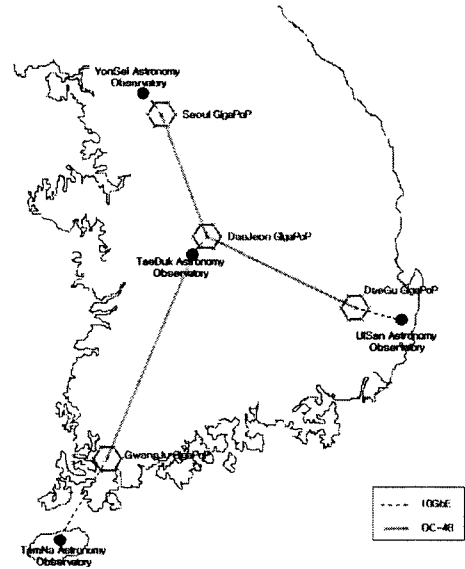 YonSei Astronomy
Observatory
Seoul GigaPoP
DaeJeon GigaPoP
TaeDuk Astronomy
Observatory
DaeGu GigaPoP
UlSan Astronomy
Observatory
GwangJu GigaPoP
TamNa Astronomy
Observatory
10GbE
OC-48